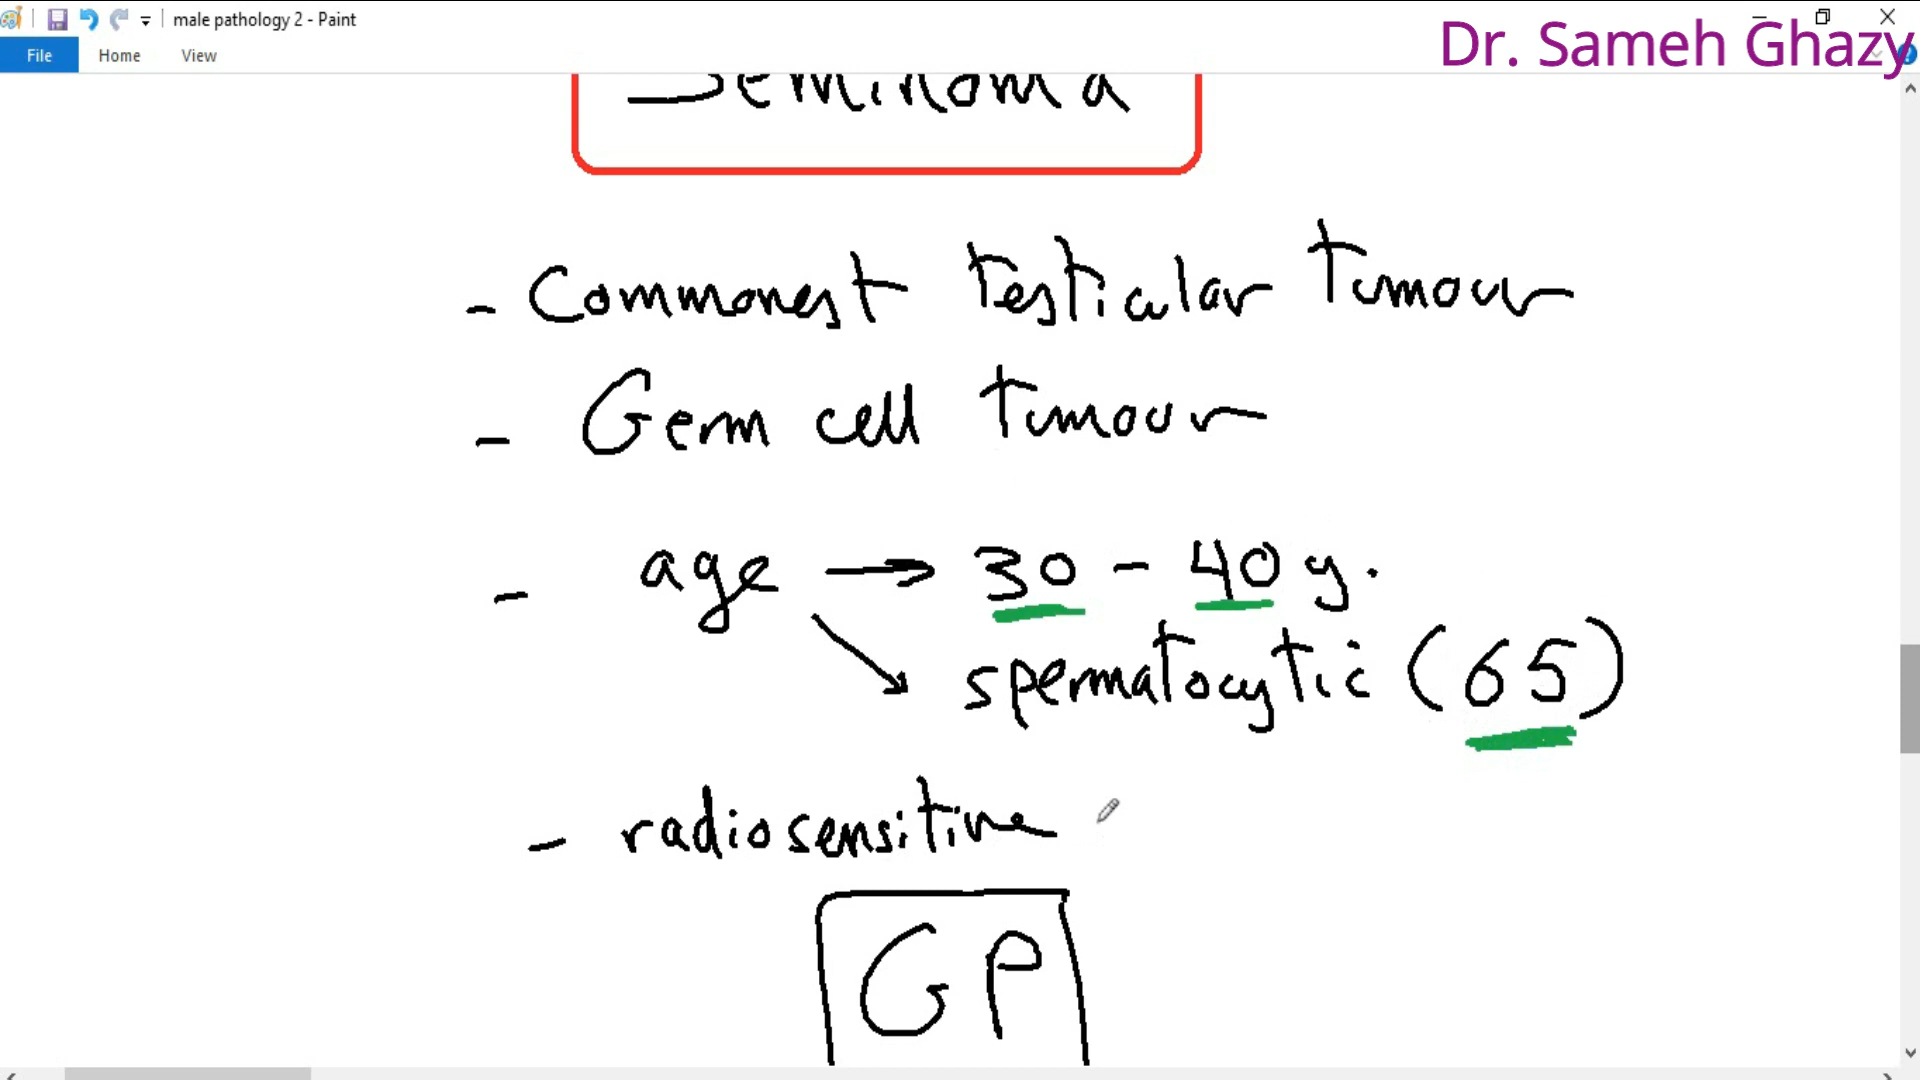 male pathology 2 - Paint
Dr. Sameh Ghazy
File Home View
Seminoma
- Commonest testicular tumour
- Germ cell tumour
- age → 30 - 40 y.
spermatocytic (65)
- radiosensitive
GP